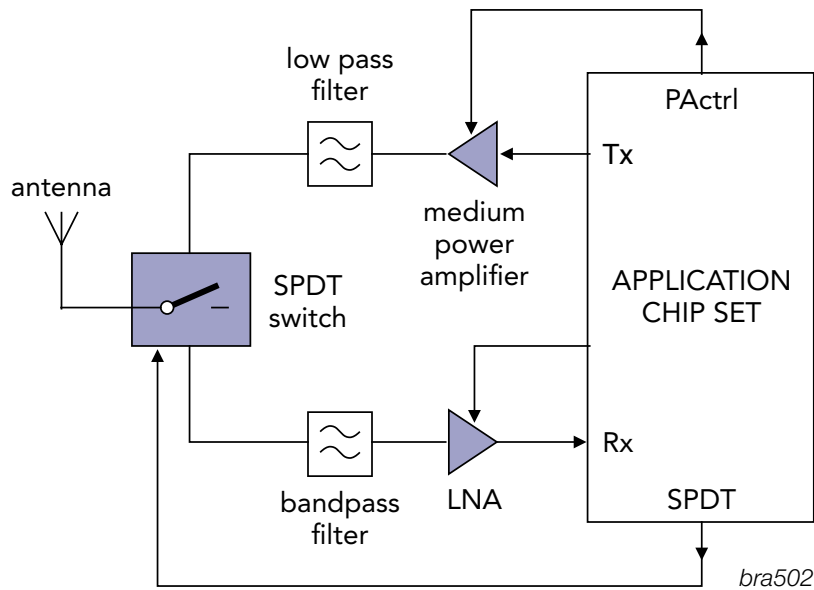 low pass
filter
PActrl
Tx
antenna
medium
power
amplifier
SPDT
switch
APPLICATION
CHIP SET
Rx
bandpass
filter
LNA
SPDT
bra502